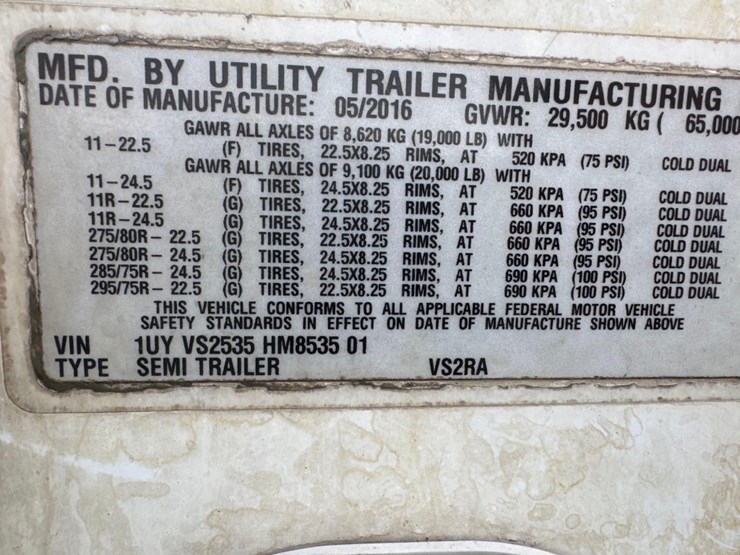 MFD. BY UTILITY TRAILER MANUFACTURING
DATE OF MANUFACTURE: 05/2016 GVWR: 29,500 KG ( 65,000
GAWR ALL AXLES OF 8,620 KG (19,000 LB) WITH
11-22.5 (F) TIRES, 22.5X8.25 RIMS, AT 520 KPA (75 PSI) COLD DUAL
GAWR ALL AXLES OF 9,100 KG (20,000 LB) WITH
11-24.5 (F) TIRES, 24.5X8.25 RIMS, AT 520 KPA (75 PSI) COLD DUAL
11R-22.5 (G) TIRES, 22.5X8.25 RIMS, AT 660 KPA (95 PSI) COLD DUAL
11R-24.5 (G) TIRES, 24.5X8.25 RIMS, AT 660 KPA (95 PSI) COLD DUAL
275/80R- 22.5 (G) TIRES, 22.5X8.25 RIMS, AT 660 KPA (95 PSI) COLD DUAL
275/80R- 24.5 (G) TIRES, 24.5X8.25 RIMS, AT 660 KPA (95 PSI) COLD DUAL
285/75R- 24.5 (G) TIRES, 24.5X8.25 RIMS, AT 690 KPA (100 PSI) COLD DUAL
295/75R- 22.5 (G) TIRES, 22.5X8.25 RIMS, AT 690 KPA (100 PSI) COLD DUAL
THIS VEHICLE CONFORMS TO ALL APPLICABLE FEDERAL MOTOR VEHICLE
SAFETY STANDARDS IN EFFECT ON DATE OF MANUFACTURE SHOWN ABOVE
VIN 1UY VS2535 HM8535 01
TYPE SEMI TRAILER VS2RA